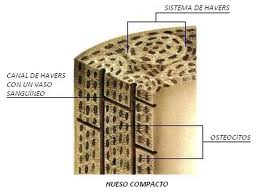 SISTEMA DE HAVERS
CANAL DE HAVERS
CON UN VASO
SANGUÍNEO
OSTEOCITOS
HUESO COMPACTO